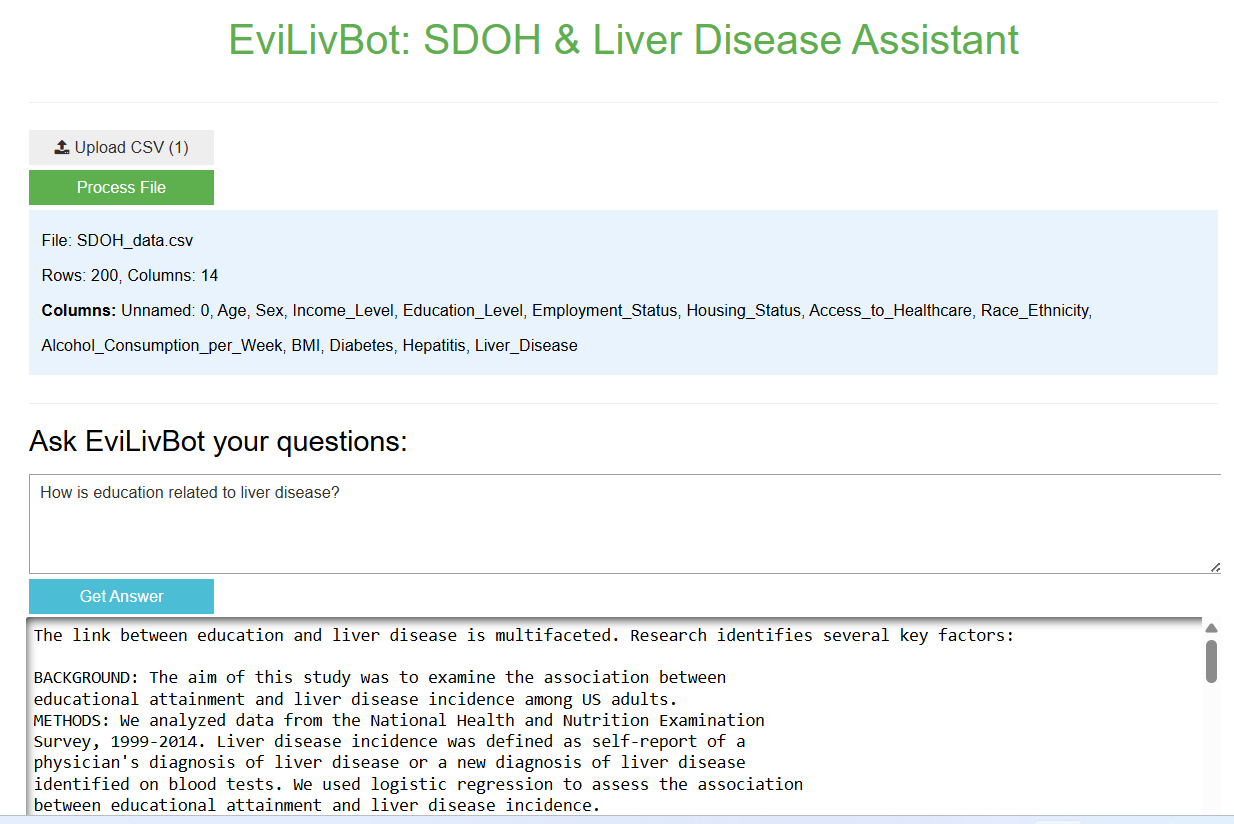 EviLivBot: SDOH & Liver Disease Assistant
Upload CSV (1)
Process File
File: SDOH_data.csv
Rows: 200, Columns: 14
Columns: Unnamed: 0, Age, Sex, Income_Level, Education_Level, Employment_Status, Housing_Status, Access_to_Healthcare, Race_Ethnicity,
Alcohol_Consumption_per_Week, BMI, Diabetes, Hepatitis, Liver_Disease
Ask EviLivBot your questions:
How is education related to liver disease?
Get Answer
The link between education and liver disease is multifaceted. Research identifies several key factors:
BACKGROUND: The aim of this study was to examine the association between
educational attainment and liver disease incidence among US adults.
METHODS: We analyzed data from the National Health and Nutrition Examination
Survey, 1999-2014. Liver disease incidence was defined as self-report of a
physician's diagnosis of liver disease or a new diagnosis of liver disease
identified on blood tests. We used logistic regression to assess the association
between educational attainment and liver disease incidence.